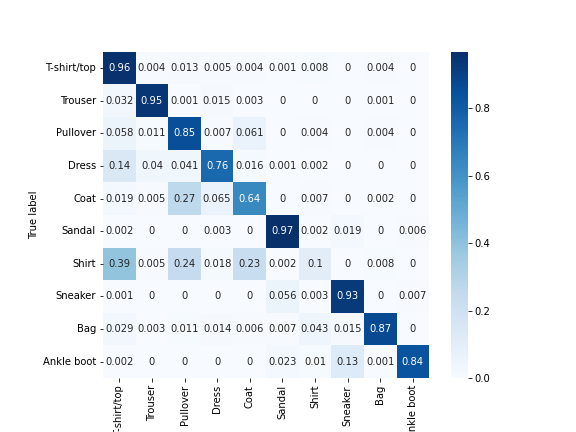 T-shirt/top 0.96 0.004 0.013 0.005 0.004 0.001 0.008 0 0.004 0
Trouser 0.032 0.95 0.001 0.015 0.003 0 0 0 0.001 0
Pullover 0.058 0.011 0.85 0.007 0.061 0 0.004 0 0.004 0
Dress 0.14 0.04 0.041 0.76 0.016 0.001 0.002 0 0 0
Coat 0.019 0.005 0.27 0.065 0.64 0 0.007 0 0.002 0
Sandal 0.002 0 0 0.003 0 0.97 0.002 0.019 0 0.006
Shirt 0.39 0.005 0.24 0.018 0.23 0.002 0.1 0 0.008 0
Sneaker 0.001 0 0 0 0 0.056 0.003 0.93 0 0.007
Bag 0.029 0.003 0.011 0.014 0.006 0.007 0.043 0.015 0.87 0
Ankle boot 0.002 0 0 0 0 0.023 0.01 0.13 0.001 0.84
True label
-shirt/top
Trouser
Pullover
Dress
Coat
Sandal
Shirt
Sneaker
Bag
nkle boot
0.8
0.6
0.4
0.2
0.0